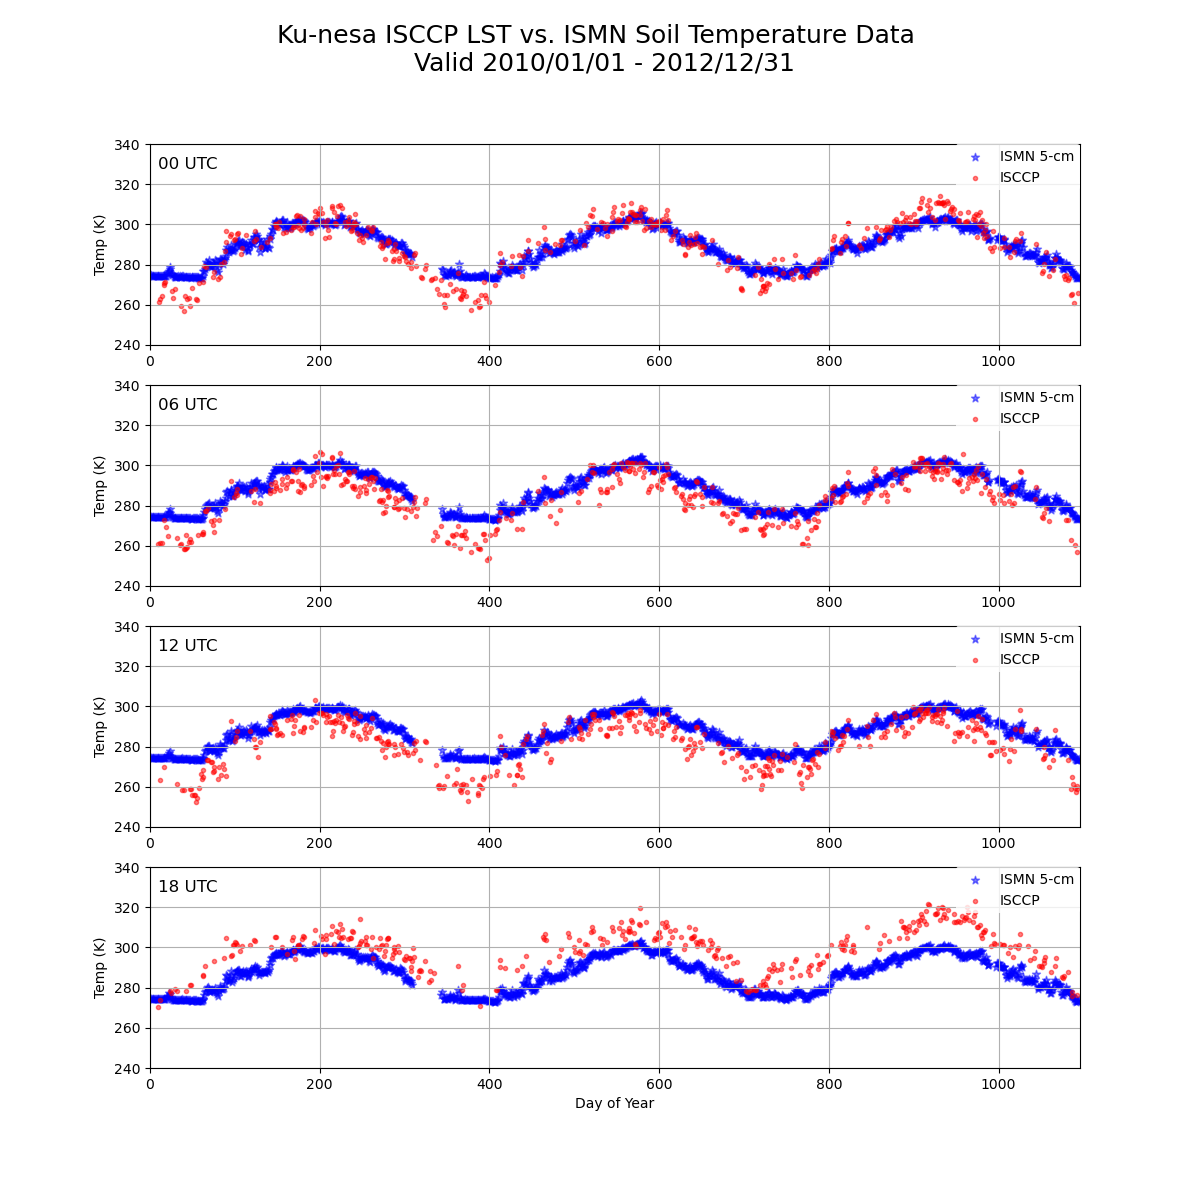 Ku-nesa ISCCP LST vs. ISMN Soil Temperature Data
Valid 2010/01/01 - 2012/12/31
340
320
300
280
260
240
Temp (K)
00 UTC
ISMN 5-cm
ISCCP
0 200 400 600 800 1000
340
320
300
280
260
240
Temp (K)
06 UTC
ISMN 5-cm
ISCCP
0 200 400 600 800 1000
340
320
300
280
260
240
Temp (K)
12 UTC
ISMN 5-cm
ISCCP
0 200 400 600 800 1000
340
320
300
280
260
240
Temp (K)
18 UTC
ISMN 5-cm
ISCCP
0 200 400 600 800 1000
Day of Year